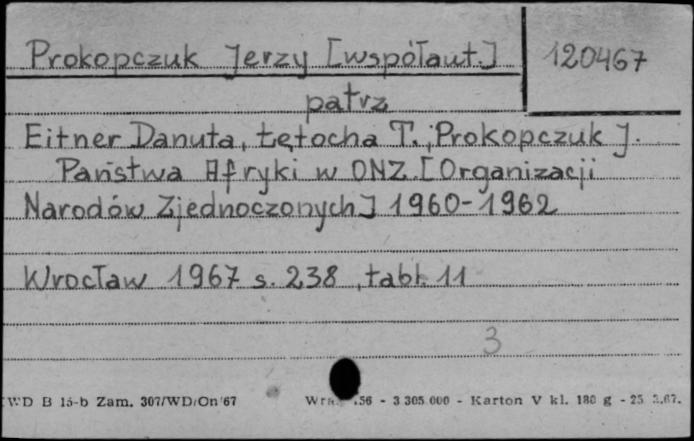 Prokopczuk Jerzy [współaut.] 120467
patrz
Eitner Danuta, Łętocha T., Prokopczuk J.
Państwa Afryki w ONZ [Organizacji
Narodów Zjednoczonych] 1960-1962
Wrocław 1967 s. 238, tabl. 11
3
WD B 15-b Zam. 307/WD/On/67 - 3 305.000 - Karton V kl. 180 g - 25